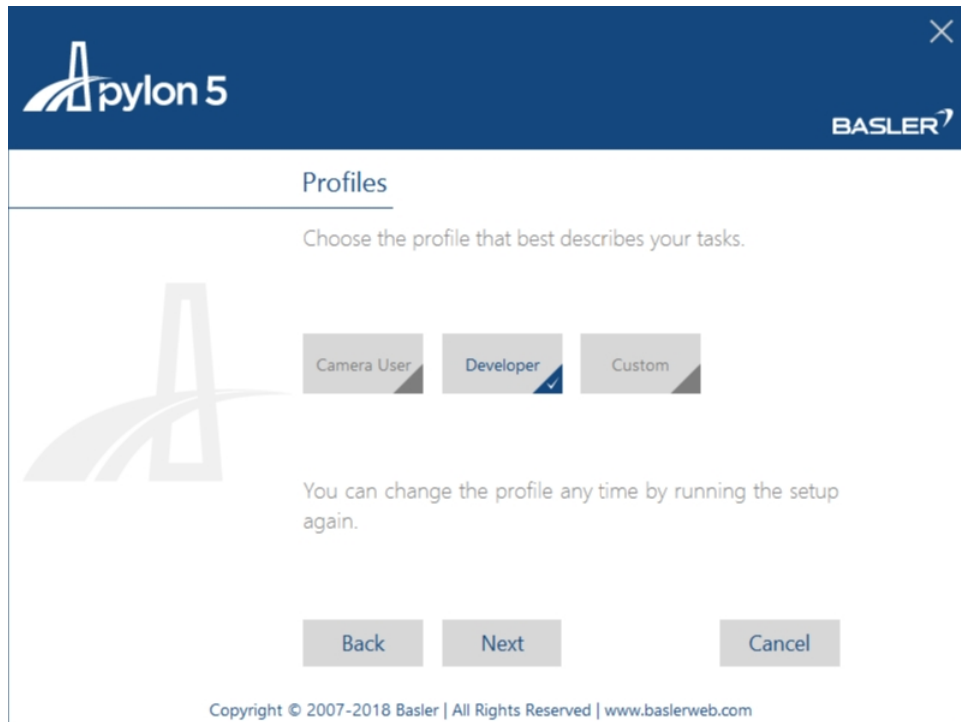 pylon 5
BASLER
Profiles
Choose the profile that best describes your tasks.
Camera User
Developer
Custom
You can change the profile any time by running the setup
again.
Back
Next
Cancel
Copyright © 2007-2018 Basler | All Rights Reserved | www.baslerweb.com